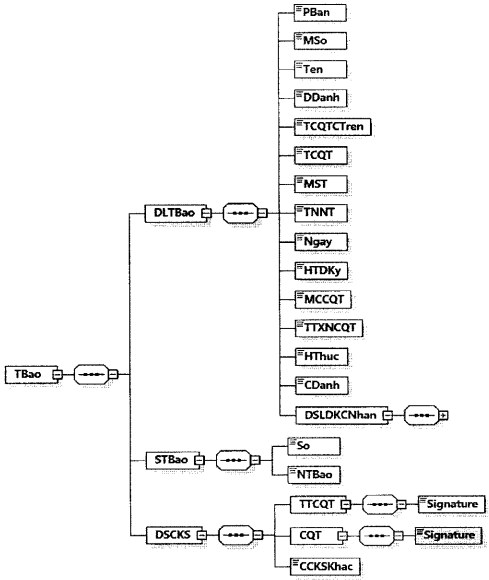 PBan
MSo
Ten
DDanh
TCQTCTren
TCQT
MST
DLTBao
TNNT
Ngay
HTDKy
MCCQT
TTXNCQT
HThuc
TBao
CDanh
DSLDKCNhan
So
STBao
NTBao
TTCQT
Signature
DSCKS
CQT
Signature
CCKSKhac